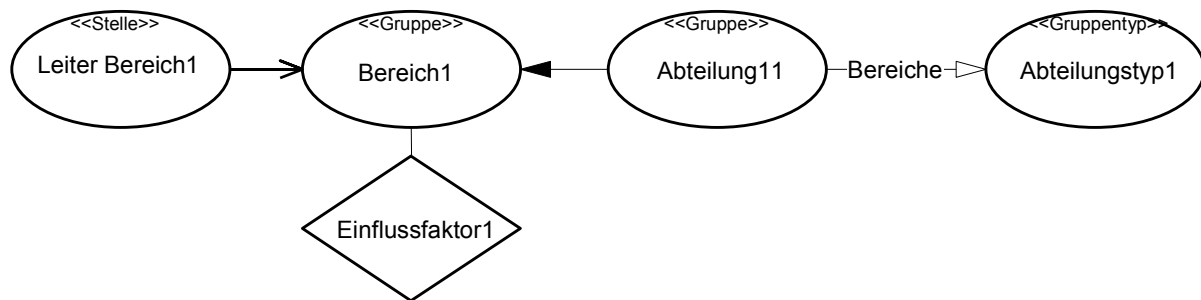 <<Stelle>>
Leiter Bereich1
<<Gruppe>>
Bereich1
<<Gruppe>>
Abteilung11
Bereiche
<<Gruppentyp>>
Abteilungstyp1
Einflussfaktor1